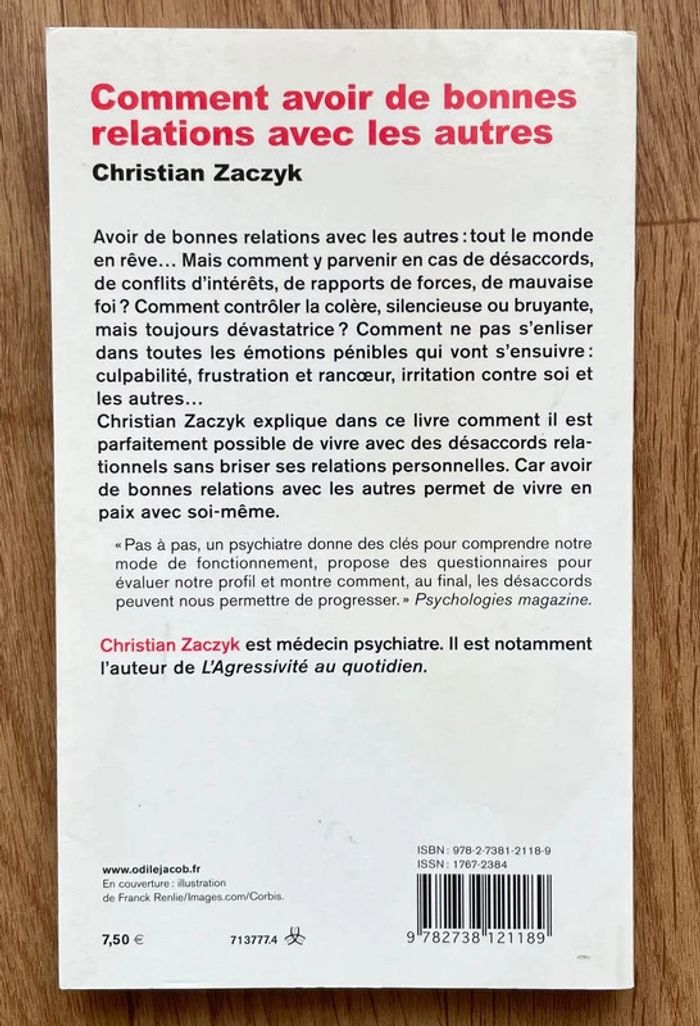 Comment avoir de bonnes
relations avec les autres
Christian Zaczyk
Avoir de bonnes relations avec les autres : tout le monde
en rêve... Mais comment y parvenir en cas de désaccords,
de conflits d'intérêts, de rapports de forces, de mauvaise
foi ? Comment contrôler la colère, silencieuse ou bruyante,
mais toujours dévastatrice ? Comment ne pas s'enliser
dans toutes les émotions pénibles qui vont s'ensuivre :
culpabilité, frustration et rancœur, irritation contre soi et
les autres...
Christian Zaczyk explique dans ce livre comment il est
parfaitement possible de vivre avec des désaccords rela-
tionnels sans briser ses relations personnelles. Car avoir
de bonnes relations avec les autres permet de vivre en
paix avec soi-même.
« Pas à pas, un psychiatre donne des clés pour comprendre notre
mode de fonctionnement, propose des questionnaires pour
évaluer notre profil et montre comment, au final, les désaccords
peuvent nous permettre de progresser. » Psychologies magazine.
Christian Zaczyk est médecin psychiatre. Il est notamment
l'auteur de L'Agressivité au quotidien.
ISBN : 978-2-7381-2118-9
ISSN : 1767-2384
www.odilejacob.fr
En couverture : illustration
de Franck Renlie/Images.com/Corbis.
7,50 €
713777.4
9 782738 121189